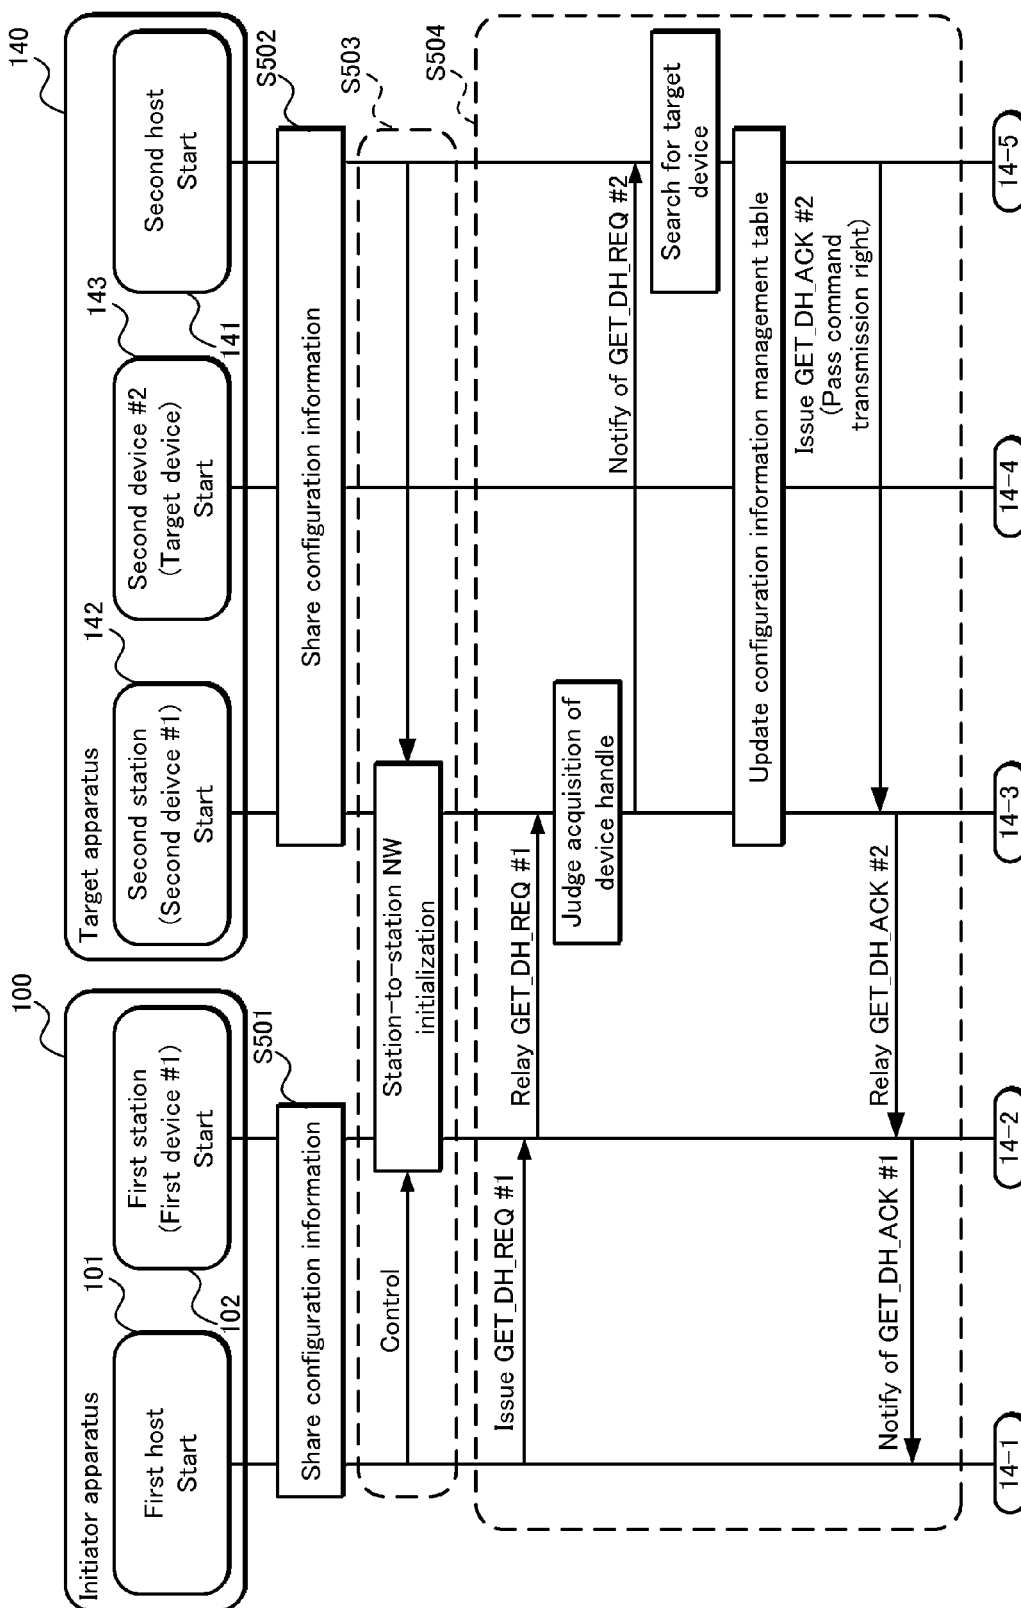 Initiator apparatus
100
101
First host
Start
First station
(First device #1)
Start
102
Target apparatus
140
142
143
Second station
(Second deivce #1)
Start
Second device #2
(Target device)
Start
Second host
Start
141
Share configuration information
S501
Share configuration information
S502
S503
Control
Station-to-station NW
initialization
S504
Issue GET_DH_REQ #1
Relay GET_DH_REQ #1
Judge acquisition of
device handle
Notify of GET_DH_REQ #2
Search for target
device
Update configuration information management table
Issue GET_DH_ACK #2
(Pass command
transmission right)
Relay GET_DH_ACK #2
Notify of GET_DH_ACK #1
14-1
14-2
14-3
14-4
14-5